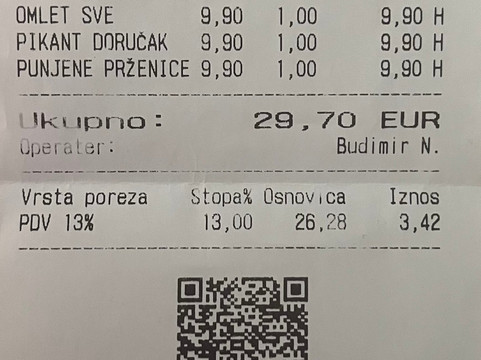 OMLET SVE 9,90 1,00 9,90 H
PIKANT DORUČAK 9,90 1,00 9,90 H
PUNJENE PRŽENICE 9,90 1,00 9,90 H
Ukupno: 29,70 EUR
Operater: Budimir N.
Vrsta poreza Stopa% Osnovica Iznos
PDV 13% 13,00 26,28 3,42